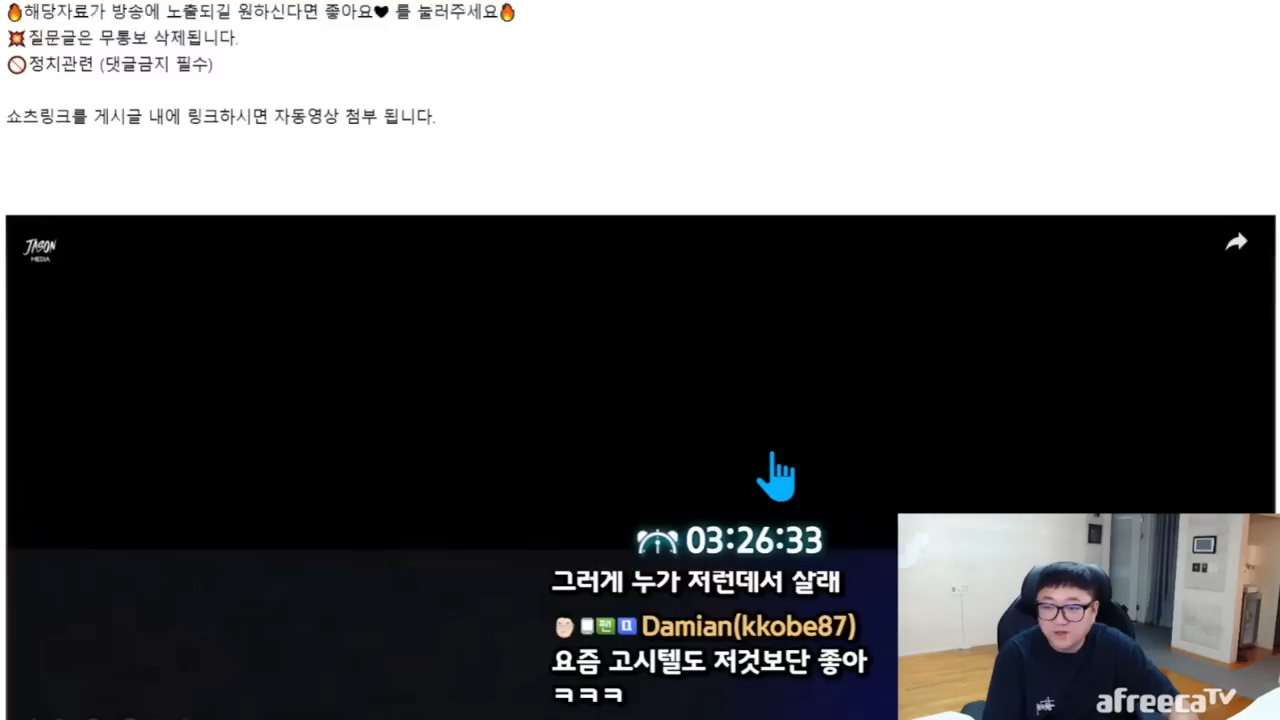 🔥해당자료가 방송에 노출되길 원하신다면 좋아요🖤 를 눌러주세요🔥
💥질문글은 무통보 삭제됩니다.
🚫정치관련 (댓글금지 필수)
쇼츠링크를 게시글 내에 링크하시면 자동영상 첨부 됩니다.
JASON
MEDIA
03:26:33
그러게 누가 저런데서 살래
팬 Damian(kkobe87)
요즘 고시텔도 저것보단 좋아
ㅋㅋㅋ
afreecaTV